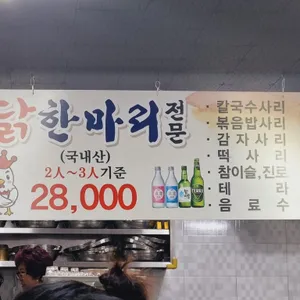 닭한마리전문
(국내산)
2人~3人기준
28,000
· 칼국수사리
· 볶음밥사리
· 감자사리
· 떡사리
· 참이슬,진로
· 테라
· 음료수